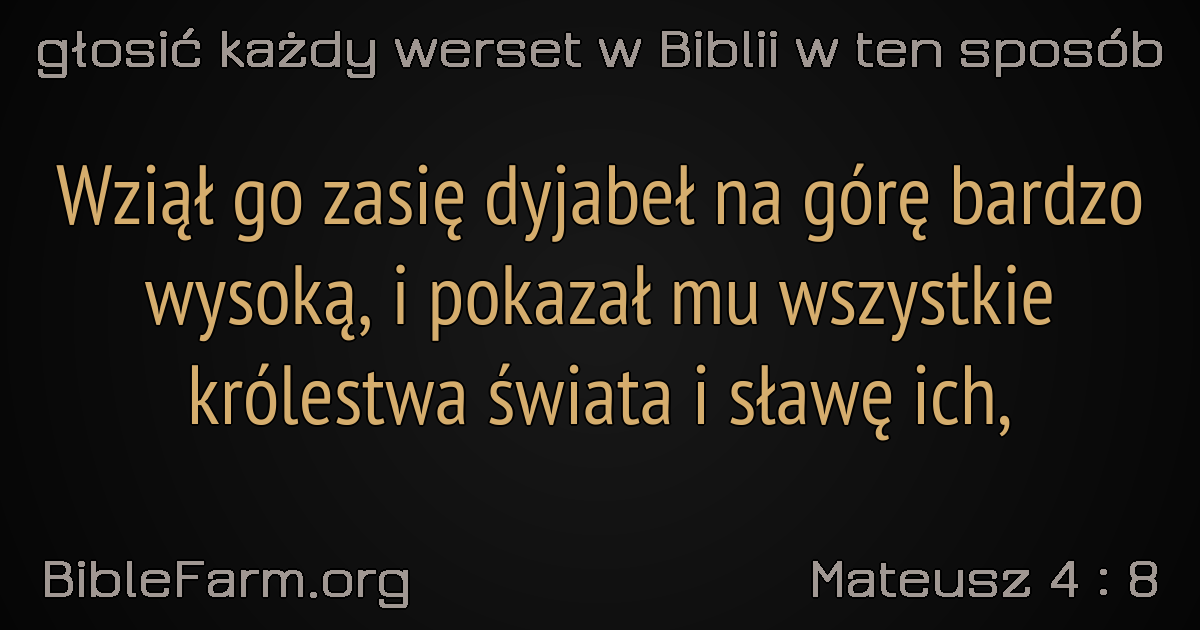 głosić każdy werset w Biblii w ten sposób
Wziął go zasię dyjabeł na górę bardzo
wysoką, i pokazał mu wszystkie
królestwa świata i sławę ich,
BibleFarm.org
Mateusz 4 : 8